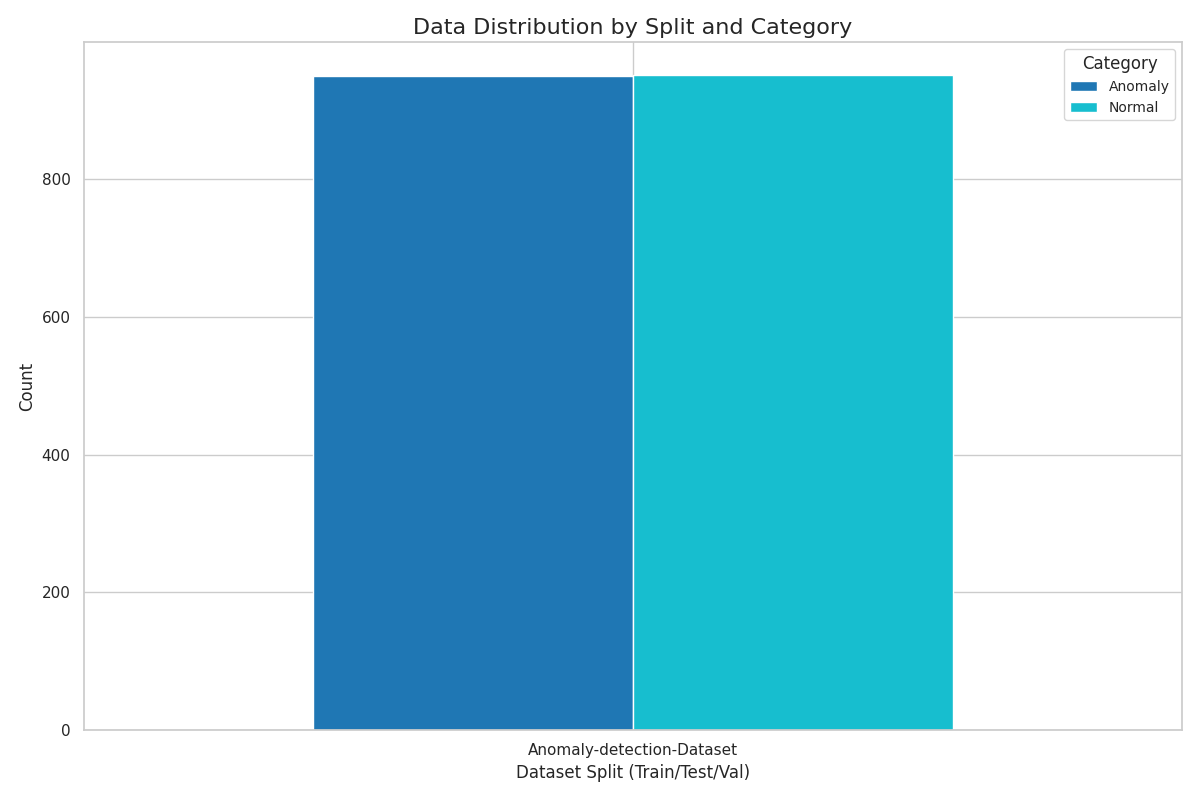 Data Distribution by Split and Category
Category
Anomaly
Normal
800
600
400
200
0
Count
Anomaly-detection-Dataset
Dataset Split (Train/Test/Val)